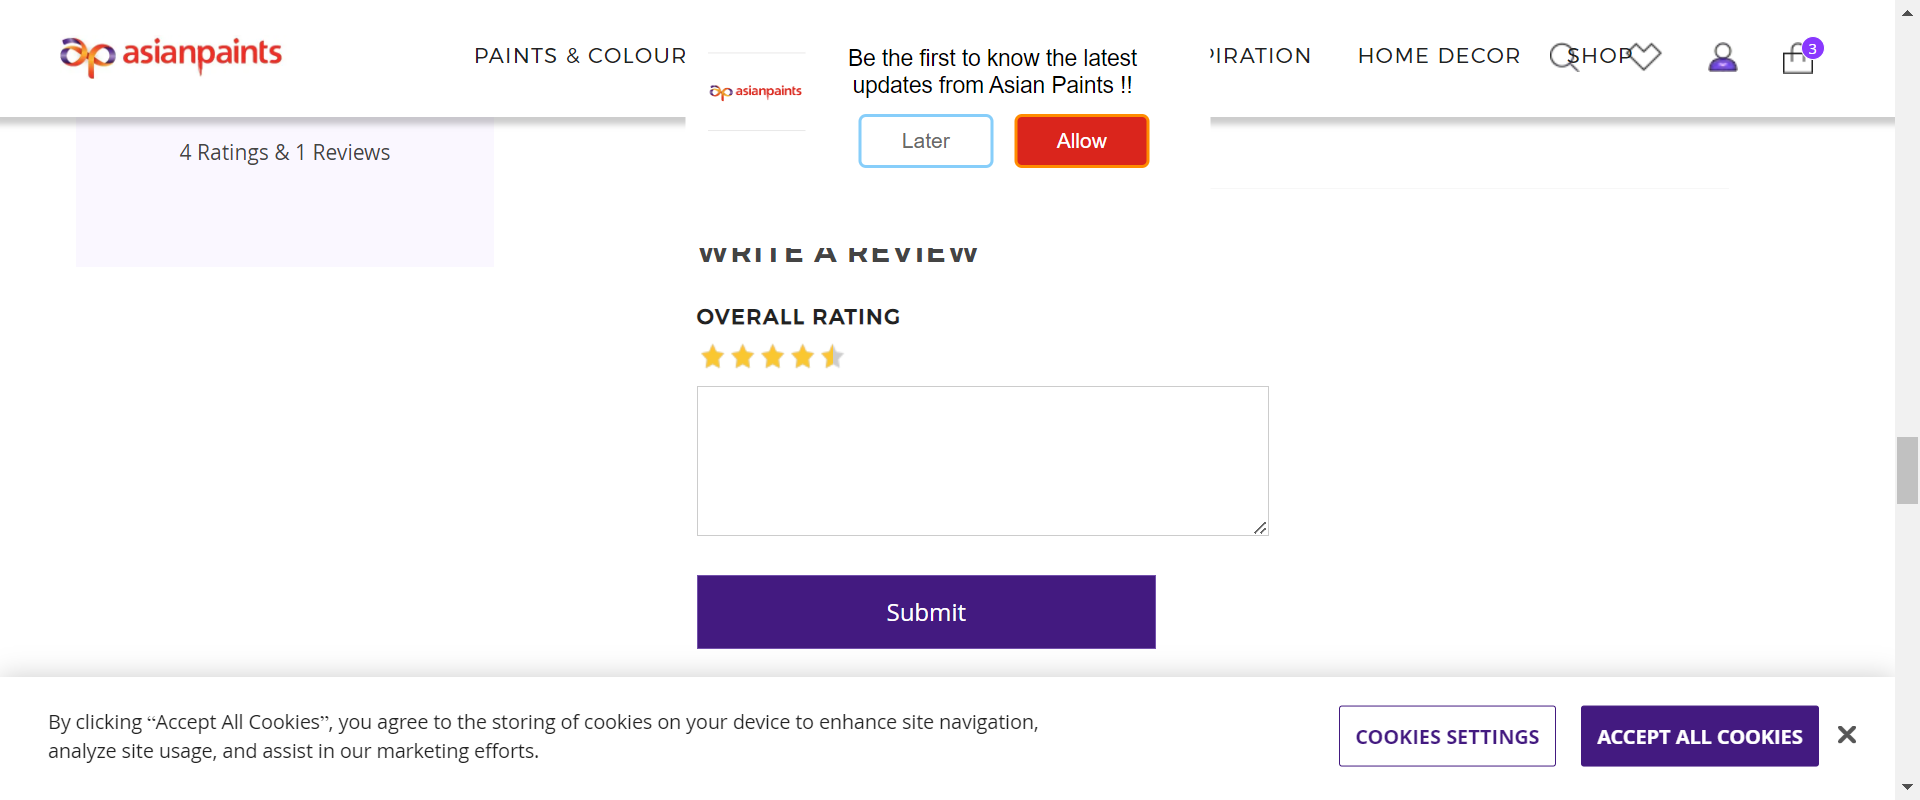 asianpaints
PAINTS & COLOUR
asianpaints
Be the first to know the latest
updates from Asian Paints !!
Later
Allow
PIRATION
HOME DECOR
SHOP
3
4 Ratings & 1 Reviews
WRITE A REVIEW
OVERALL RATING
Submit
By clicking “Accept All Cookies”, you agree to the storing of cookies on your device to enhance site navigation,
analyze site usage, and assist in our marketing efforts.
COOKIES SETTINGS
ACCEPT ALL COOKIES